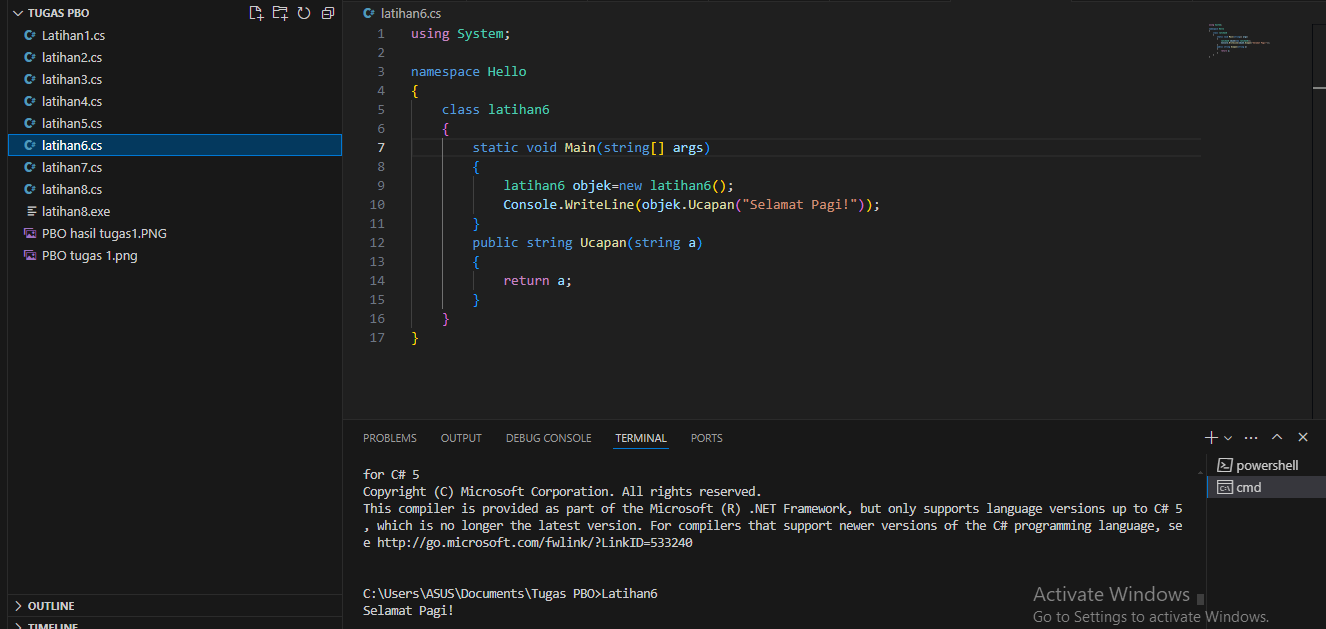 TUGAS PBO
Latihan1.cs
latihan2.cs
latihan3.cs
latihan4.cs
latihan5.cs
latihan6.cs
latihan7.cs
latihan8.cs
latihan8.exe
PBO hasil tugas1.PNG
PBO tugas 1.png
OUTLINE
TIMELINE
latihan6.cs
1 using System;
2
3 namespace Hello
4 {
5 class latihan6
6 {
7 static void Main(string[] args)
8 {
9 latihan6 objek=new latihan6();
10 Console.WriteLine(objek.Ucapan("Selamat Pagi!"));
11 }
12 public string Ucapan(string a)
13 {
14 return a;
15 }
16 }
17 }
PROBLEMS OUTPUT DEBUG CONSOLE TERMINAL PORTS
for C# 5
Copyright (C) Microsoft Corporation. All rights reserved.
This compiler is provided as part of the Microsoft (R) .NET Framework, but only supports language versions up to C# 5
, which is no longer the latest version. For compilers that support newer versions of the C# programming language, se
e http://go.microsoft.com/fwlink/?LinkID=533240
C:\Users\ASUS\Documents\Tugas PBO>Latihan6
Selamat Pagi!
powershell
cmd
Activate Windows
Go to Settings to activate Windows.